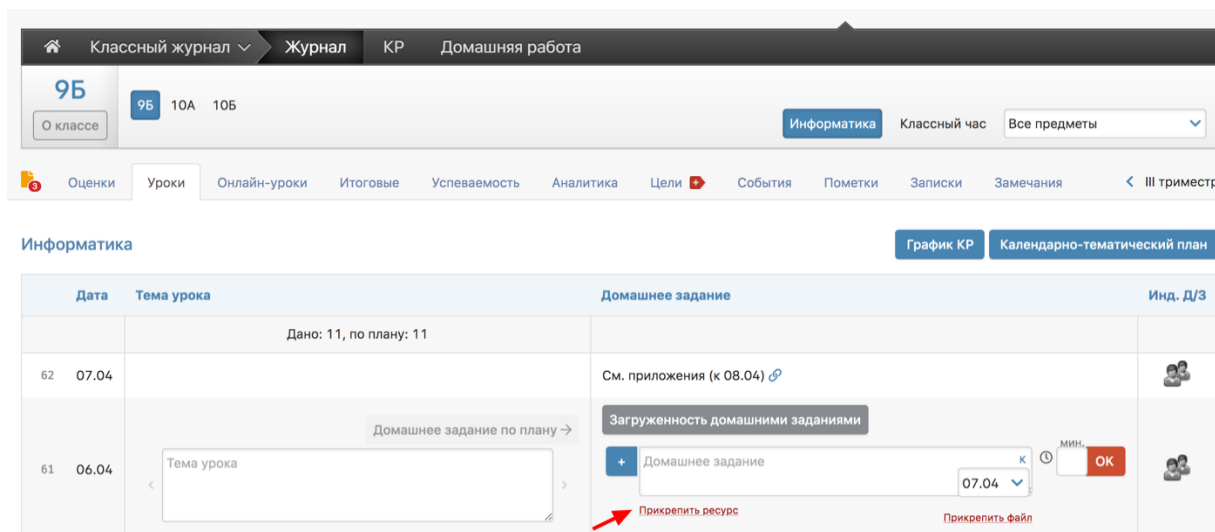 Классный журнал Журнал КР Домашняя работа
9Б
О классе
9Б 10А 10Б
Информатика Классный час Все предметы
3 Оценки Уроки Онлайн-уроки Итоговые Успеваемость Аналитика Цели + События Пометки Записки Замечания < III триместр
Информатика График КР Календарно-тематический план
Дата Тема урока Домашнее задание Инд. Д/З
Дано: 11, по плану: 11
62 07.04 См. приложения (к 08.04)
Домашнее задание по плану → Загруженность домашними заданиями
61 06.04 < Тема урока > + Домашнее задание к 07.04 мин. ОК
Прикрепить ресурс Прикрепить файл